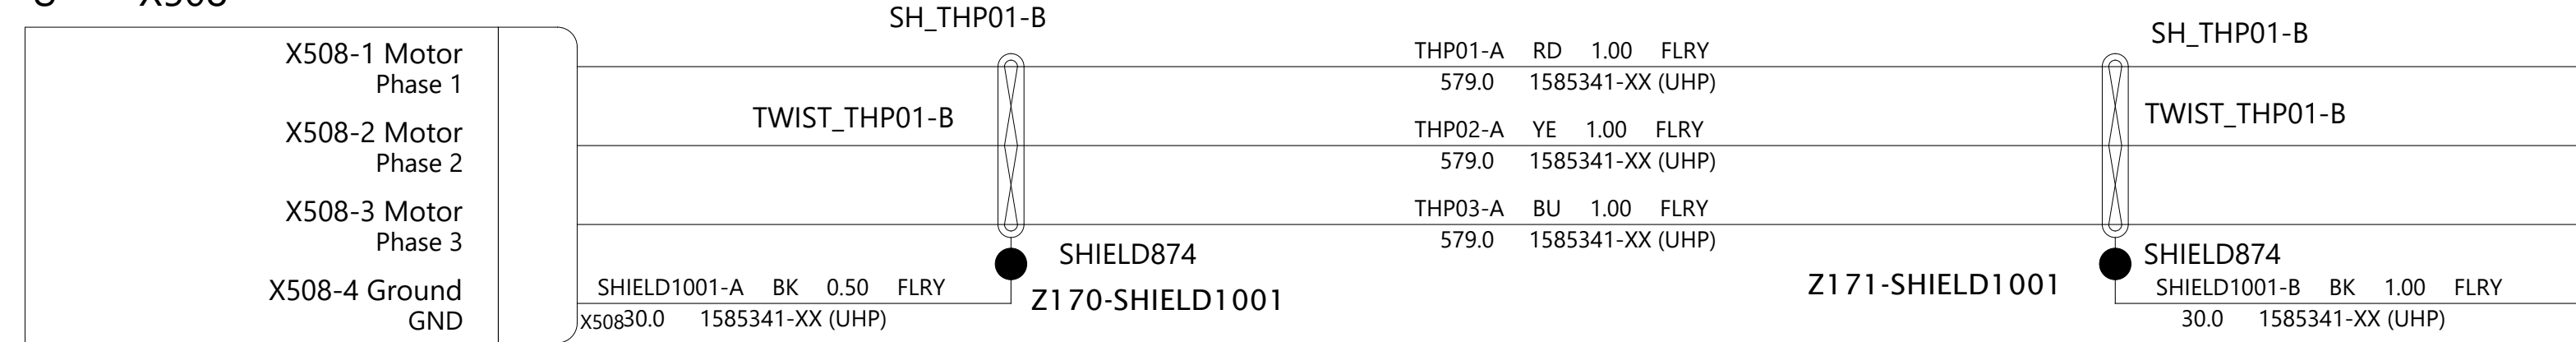 X508
SH_THP01-B
SH_THP01-B
X508-1 Motor
Phase 1
THP01-A RD 1.00 FLRY
579.0 1585341-XX (UHP)
TWIST_THP01-B
TWIST_THP01-B
X508-2 Motor
Phase 2
THP02-A YE 1.00 FLRY
579.0 1585341-XX (UHP)
X508-3 Motor
Phase 3
THP03-A BU 1.00 FLRY
579.0 1585341-XX (UHP)
SHIELD874
SHIELD874
X508-4 Ground
GND
SHIELD1001-A BK 0.50 FLRY
X508 30.0 1585341-XX (UHP)
Z170-SHIELD1001
Z171-SHIELD1001
SHIELD1001-B BK 1.00 FLRY
30.0 1585341-XX (UHP)